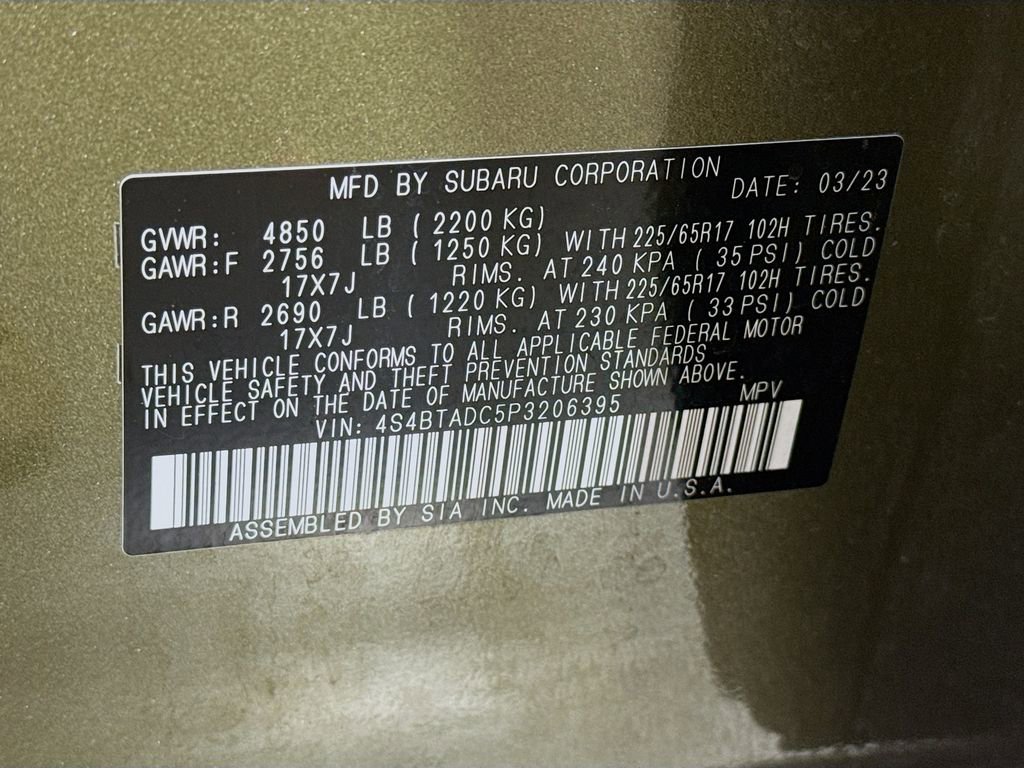 MFD BY SUBARU CORPORATION DATE: 03/23
GVWR: 4850 LB ( 2200 KG)
GAWR:F 2756 LB ( 1250 KG) WITH 225/65R17 102H TIRES.
17X7J RIMS. AT 240 KPA ( 35 PSI) COLD
GAWR:R 2690 LB ( 1220 KG) WITH 225/65R17 102H TIRES.
17X7J RIMS. AT 230 KPA ( 33 PSI) COLD
THIS VEHICLE CONFORMS TO ALL APPLICABLE FEDERAL MOTOR
VEHICLE SAFETY AND THEFT PREVENTION STANDARDS
IN EFFECT ON THE DATE OF MANUFACTURE SHOWN ABOVE.
VIN: 4S4BTADC5P3206395 MPV
ASSEMBLED BY SIA INC. MADE IN U.S.A.